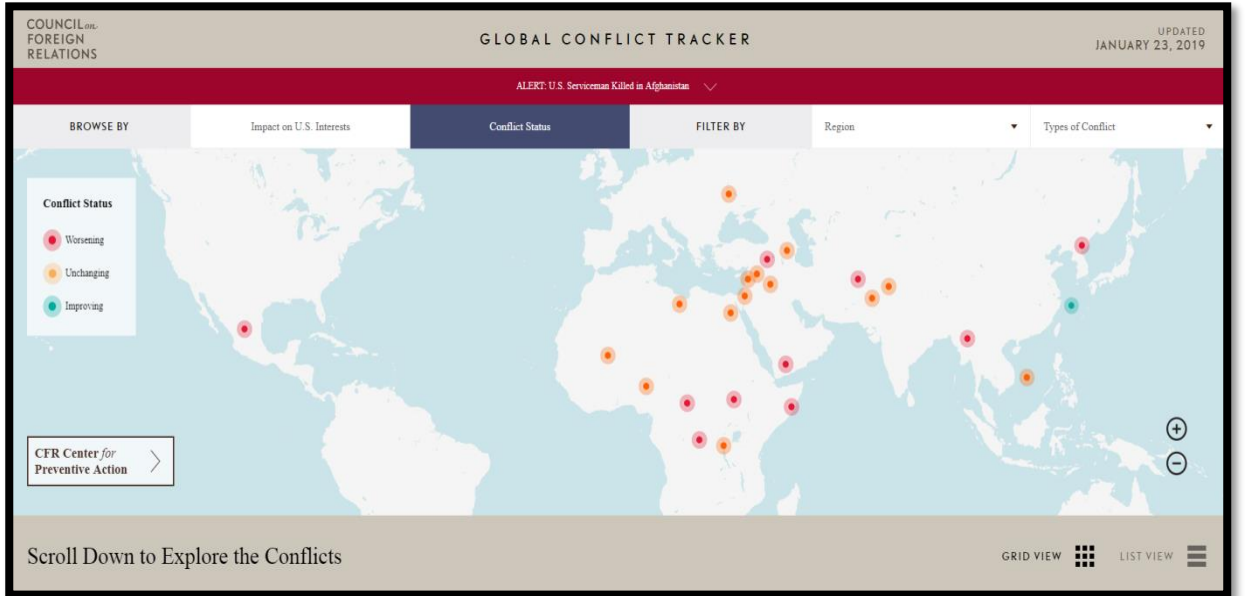 COUNCIL on
FOREIGN
RELATIONS
GLOBAL CONFLICT TRACKER
UPDATED
JANUARY 23, 2019
ALERT: U.S. Serviceman Killed in Afghanistan
BROWSE BY
Impact on U.S. Interests
Conflict Status
FILTER BY
Region
Types of Conflict
Conflict Status
Worsening
Unchanging
Improving
CFR Center for
Preventive Action
Scroll Down to Explore the Conflicts
GRID VIEW
LIST VIEW